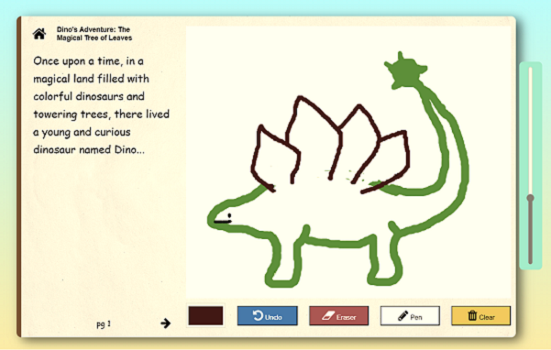 Dino's Adventure: The
Magical Tree of Leaves
Once upon a time, in a
magical land filled with
colorful dinosaurs and
towering trees, there lived
a young and curious
dinosaur named Dino...
pg 1
Undo
Eraser
Pen
Clear